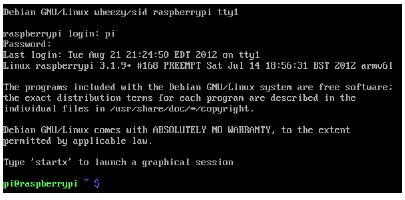 Debian GNU/Linux wheezy/sid raspberrypi tty1
raspberrypi login: pi
Password:
Last login: Tue Aug 21 21:24:50 EDT 2012 on tty1
Linux raspberrypi 3.1.9+ #168 PREEMPT Sat Jul 14 18:56:31 BST 2012 armv6l
The programs included with the Debian GNU/Linux system are free software;
the exact distribution terms for each program are described in the
individual files in /usr/share/doc/*/copyright.
Debian GNU/Linux comes with ABSOLUTELY NO WARRANTY, to the extent
permitted by applicable law.
Type 'startx' to launch a graphical session
pi@raspberrypi ~ $